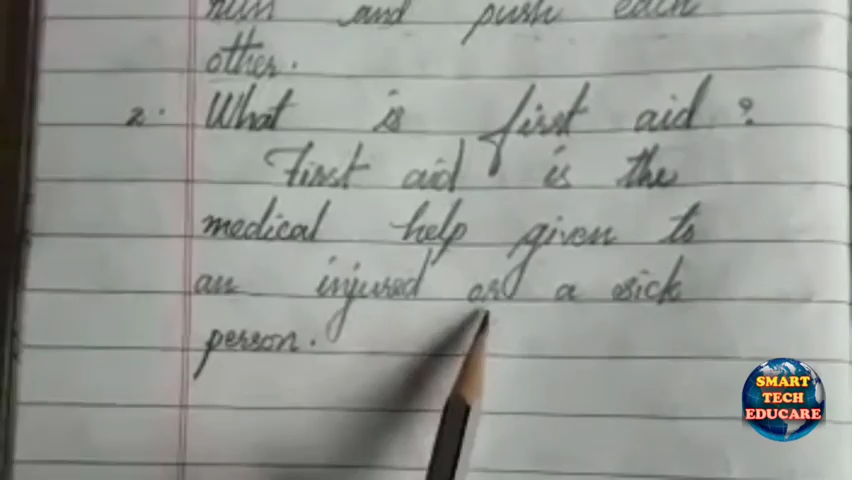 run and push each
other.
2. What is first aid ?
First aid is the
medical help given to
an injured or a sick
person.
SMART
TECH
EDUCARE